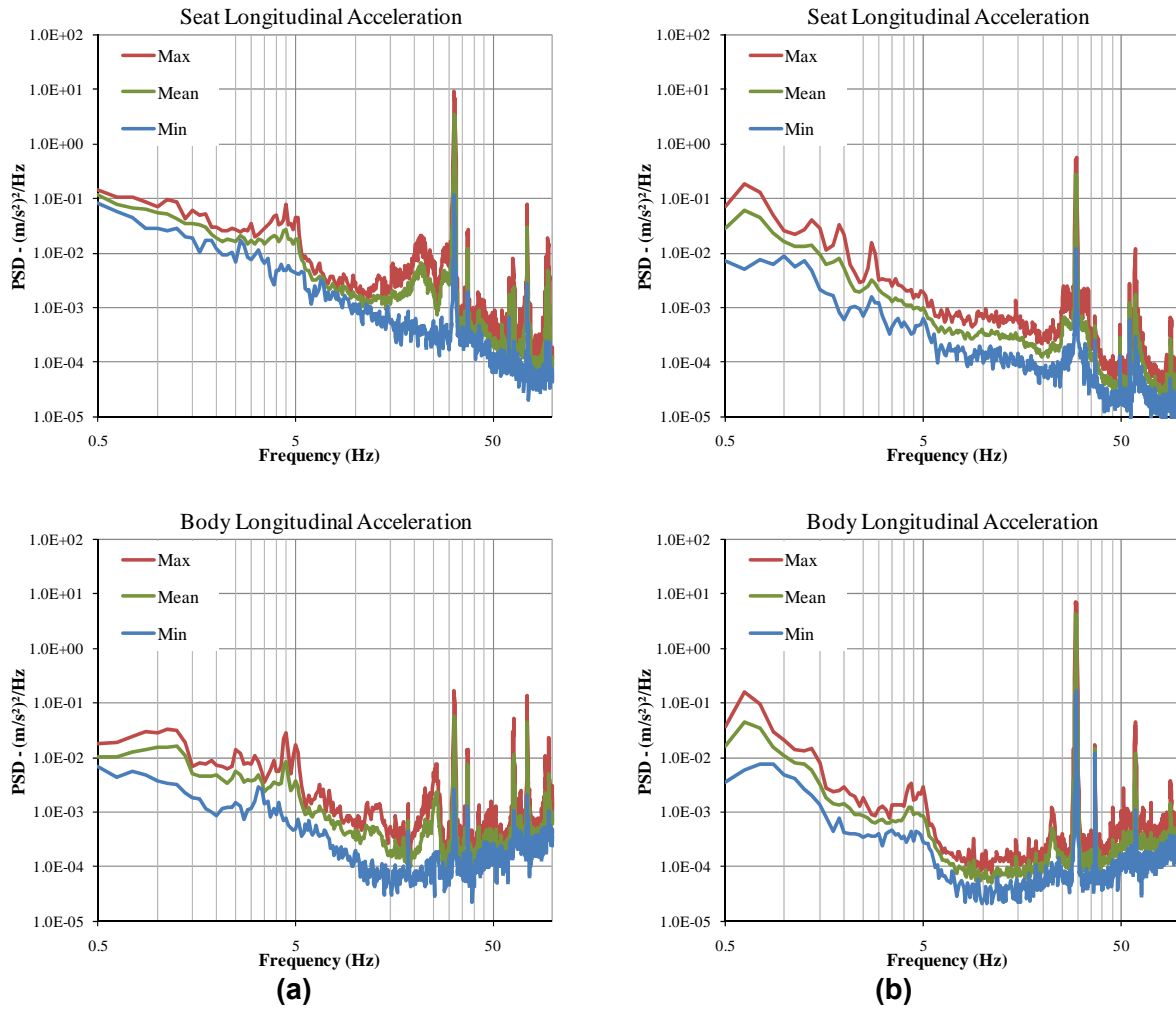 Seat Longitudinal Acceleration
1.0E+02
1.0E+01
1.0E+00
1.0E-01
1.0E-02
1.0E-03
1.0E-04
1.0E-05
PSD - (m/s²)²/Hz
Max
Mean
Min
0.5
5
50
Frequency (Hz)
Seat Longitudinal Acceleration
1.0E+02
1.0E+01
1.0E+00
1.0E-01
1.0E-02
1.0E-03
1.0E-04
1.0E-05
PSD - (m/s²)²/Hz
Max
Mean
Min
0.5
5
50
Frequency (Hz)
Body Longitudinal Acceleration
1.0E+02
1.0E+01
1.0E+00
1.0E-01
1.0E-02
1.0E-03
1.0E-04
1.0E-05
PSD - (m/s²)²/Hz
Max
Mean
Min
0.5
5
50
Frequency (Hz)
(a)
Body Longitudinal Acceleration
1.0E+02
1.0E+01
1.0E+00
1.0E-01
1.0E-02
1.0E-03
1.0E-04
1.0E-05
PSD - (m/s²)²/Hz
Max
Mean
Min
0.5
5
50
Frequency (Hz)
(b)